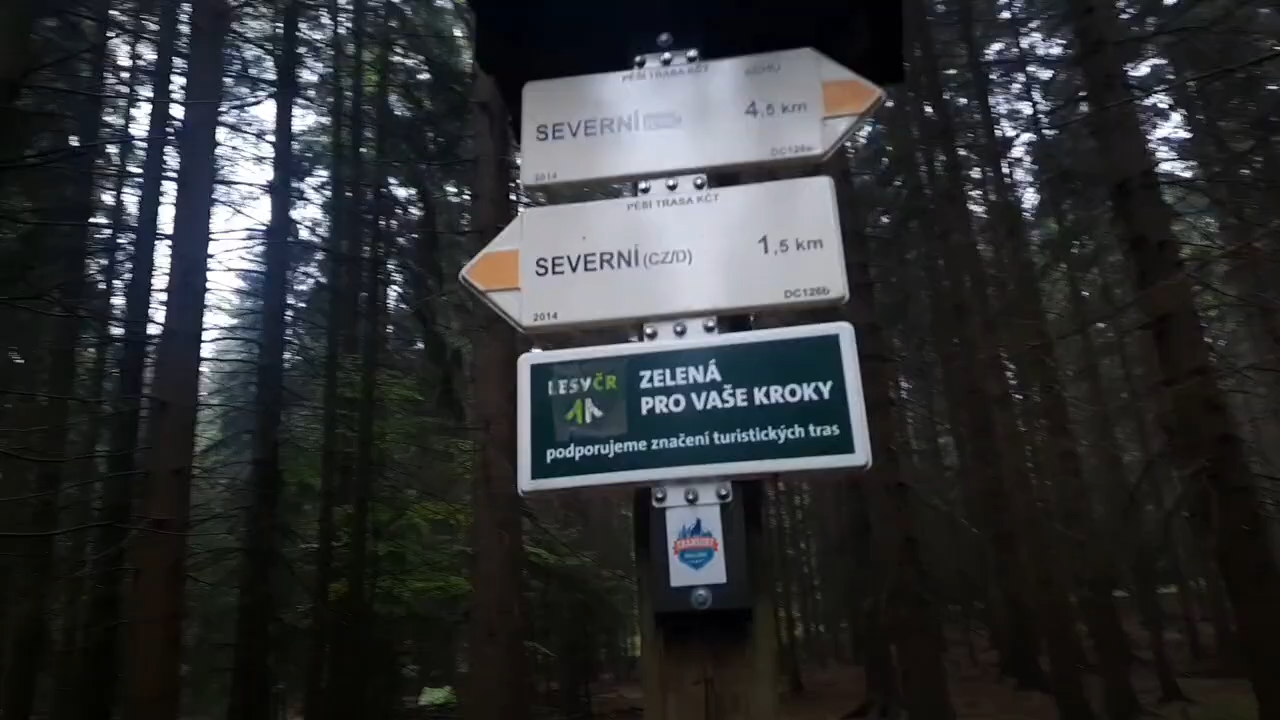 PĚŠÍ TRASA KČT
SEVERNÍ
4,5 km
2014
DC126b
PĚŠÍ TRASA KČT
SEVERNÍ (CZ/D)
1,5 km
2014
DC126b
LESY ČR
ZELENÁ
PRO VAŠE KROKY
podporujeme značení turistických tras